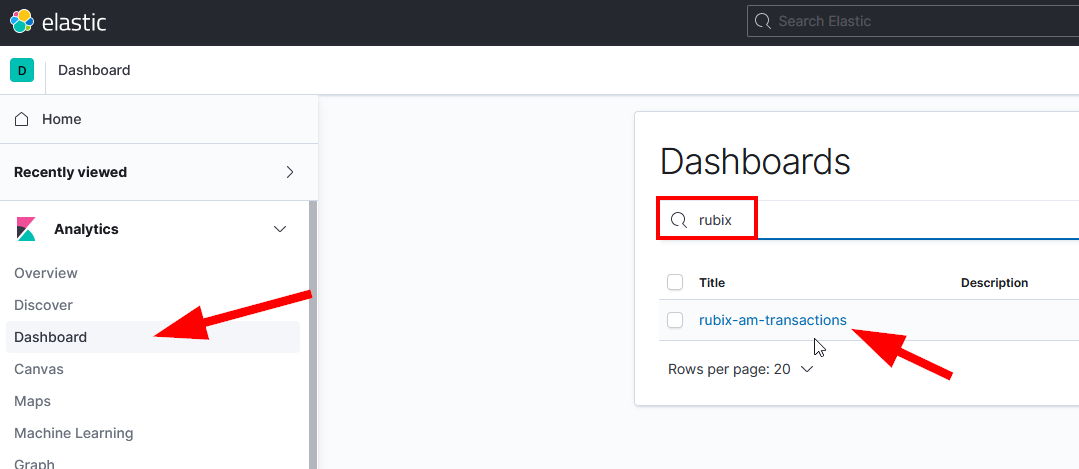 elastic
Search Elastic
D
Dashboard
Home
Recently viewed
Analytics
Overview
Discover
Dashboard
Canvas
Maps
Machine Learning
Graph
Dashboards
rubix
Title
Description
rubix-am-transactions
Rows per page: 20